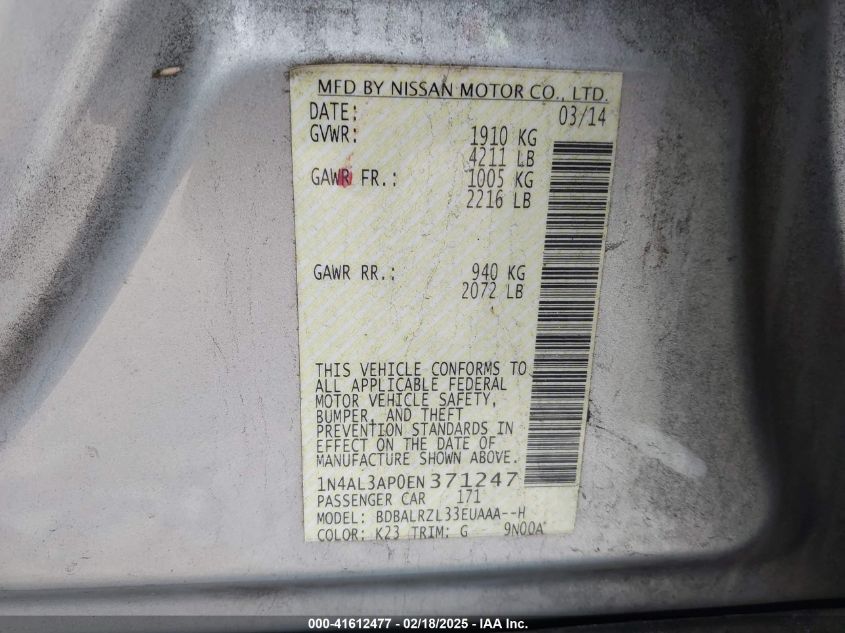 MFD BY NISSAN MOTOR CO., LTD.
DATE: 03/14
GVWR: 1910 KG
4211 LB
GAWR FR.: 1005 KG
2216 LB
GAWR RR.: 940 KG
2072 LB
THIS VEHICLE CONFORMS TO
ALL APPLICABLE FEDERAL
MOTOR VEHICLE SAFETY,
BUMPER, AND THEFT
PREVENTION STANDARDS IN
EFFECT ON THE DATE OF
MANUFACTURE SHOWN ABOVE.
1N4AL3AP0EN371247
PASSENGER CAR 171
MODEL: BDBALRZL33EUAAA--H
COLOR: K23 TRIM: G 9N00A
000-41612477 - 02/18/2025 - IAA Inc.